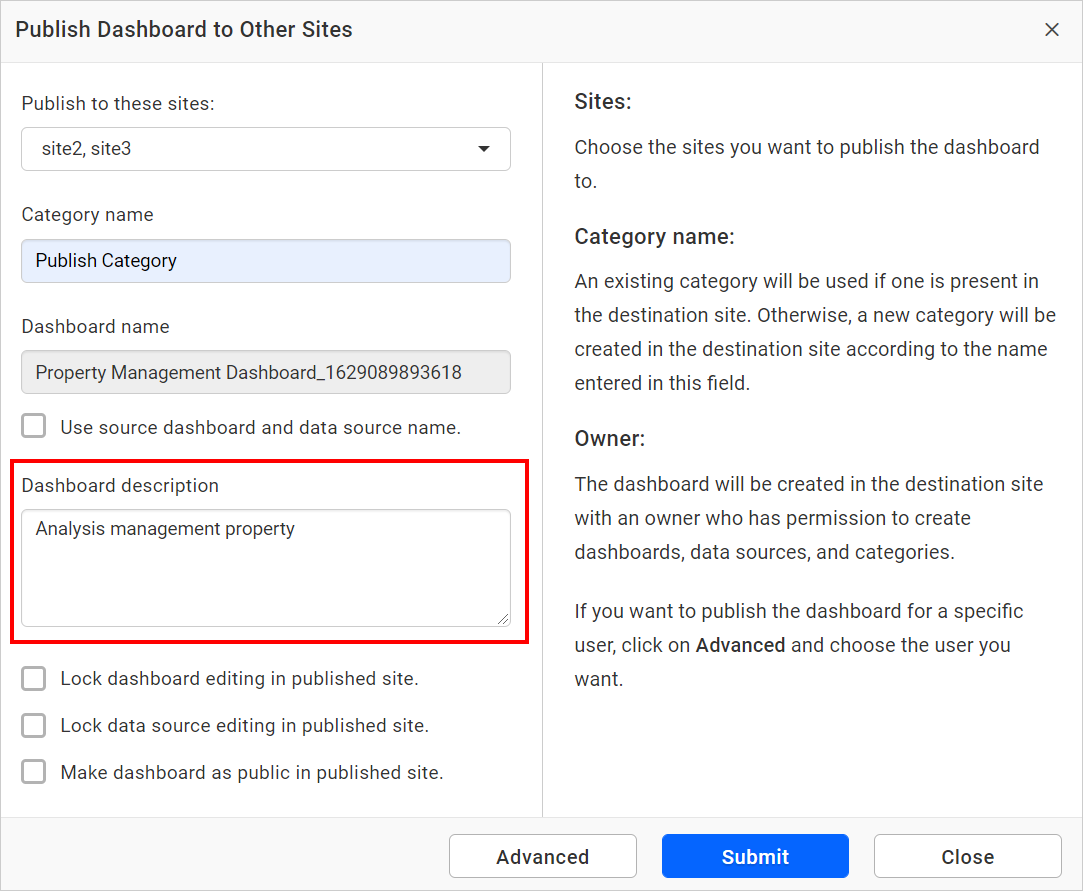 Publish Dashboard to Other Sites
Publish to these sites:
site2, site3
Category name
Publish Category
Dashboard name
Property Management Dashboard_1629089893618
Use source dashboard and data source name.
Dashboard description
Analysis management property
Lock dashboard editing in published site.
Lock data source editing in published site.
Make dashboard as public in published site.
Sites:
Choose the sites you want to publish the dashboard
to.
Category name:
An existing category will be used if one is present in
the destination site. Otherwise, a new category will be
created in the destination site according to the name
entered in this field.
Owner:
The dashboard will be created in the destination site
with an owner who has permission to create
dashboards, data sources, and categories.
If you want to publish the dashboard for a specific
user, click on Advanced and choose the user you
want.
Advanced
Submit
Close